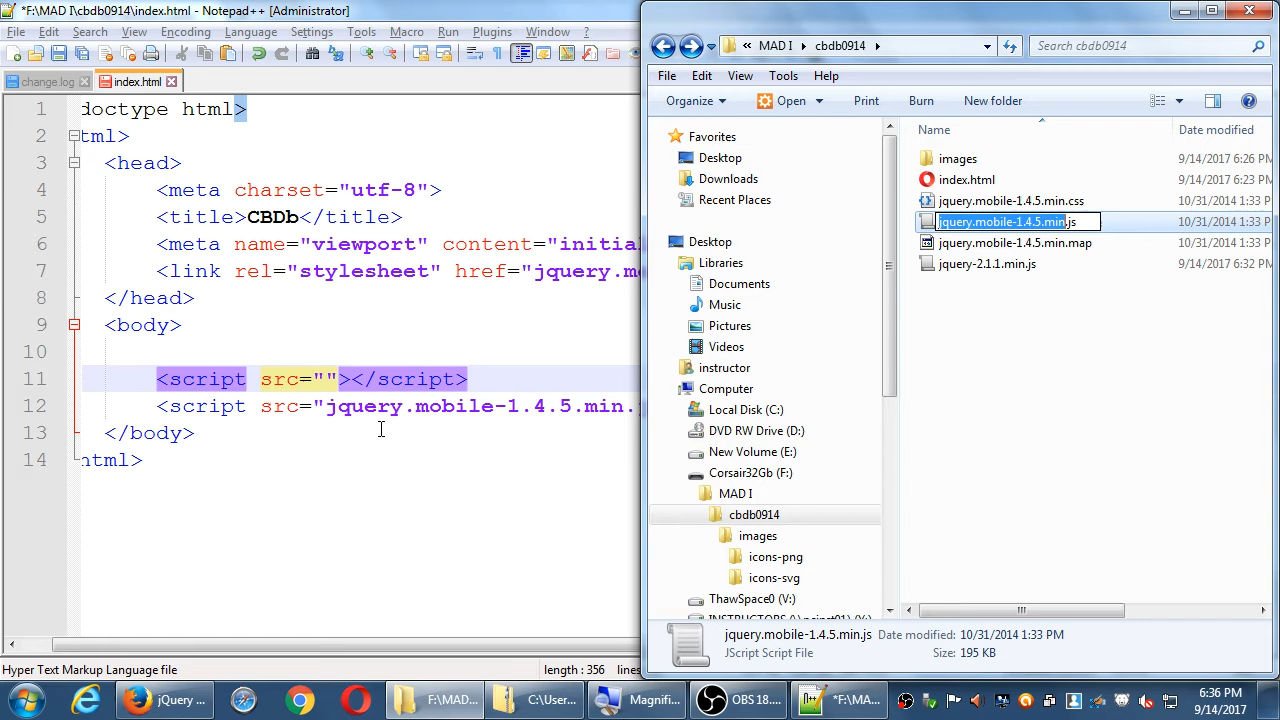 *F:\MAD I\cbdb0914\index.html - Notepad++ [Administrator]
File Edit Search View Encoding Language Settings Tools Macro Run Plugins Window ?
change.log index.html
1 doctype html>
2 tml>
3 <head>
4 <meta charset="utf-8">
5 <title>CBDb</title>
6 <meta name="viewport" content="initial
7 <link rel="stylesheet" href="jquery.mo
8 </head>
9 <body>
10
11 <script src=""></script>
12 <script src="jquery.mobile-1.4.5.min.j
13 </body>
14 html>
Hyper Text Markup Language file length : 356 lines
« MAD I cbdb0914 Search cbdb0914
File Edit View Tools Help
Organize Open Print Burn New folder
Favorites
Desktop
Downloads
Recent Places
Desktop
Libraries
Documents
Music
Pictures
Videos
instructor
Computer
Local Disk (C:)
DVD RW Drive (D:)
New Volume (E:)
Corsair32Gb (F:)
MAD I
cbdb0914
images
icons-png
icons-svg
ThawSpace0 (V:)
Name Date modified
images 9/14/2017 6:26 PM
index.html 9/14/2017 6:23 PM
jquery.mobile-1.4.5.min.css 10/31/2014 1:33 P
jquery.mobile-1.4.5.min.js 10/31/2014 1:33 P
jquery.mobile-1.4.5.min.map 10/31/2014 1:33 P
jquery-2.1.1.min.js 9/14/2017 6:32 PM
jquery.mobile-1.4.5.min.js Date modified: 10/31/2014 1:33 PM
JScript Script File Size: 195 KB
jQuery ... F:\MAD... C:\User... Magnifi... OBS 18.... *F:\MA...
6:36 PM
9/14/2017